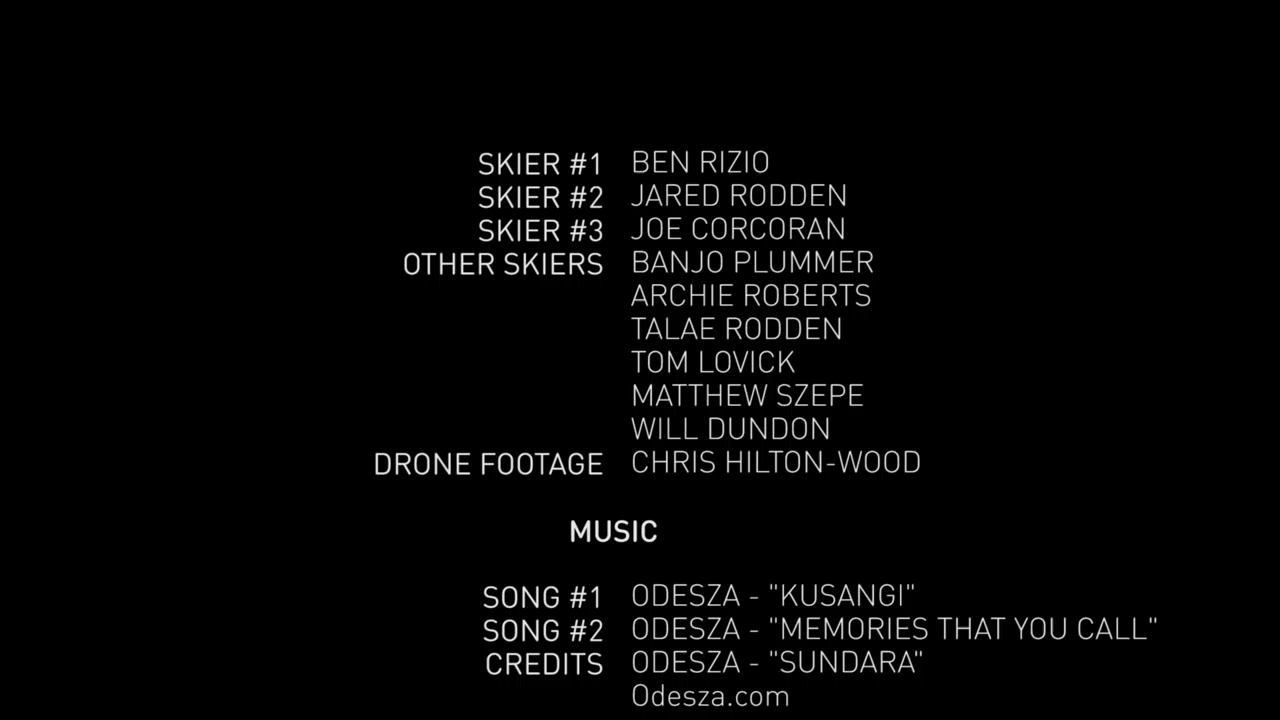 SKIER #1 BEN RIZIO
SKIER #2 JARED RODDEN
SKIER #3 JOE CORCORAN
OTHER SKIERS BANJO PLUMMER
ARCHIE ROBERTS
TALAE RODDEN
TOM LOVICK
MATTHEW SZEPE
WILL DUNDON
DRONE FOOTAGE CHRIS HILTON-WOOD
MUSIC
SONG #1 ODESZA - "KUSANGI"
SONG #2 ODESZA - "MEMORIES THAT YOU CALL"
CREDITS ODESZA - "SUNDARA"
Odesza.com